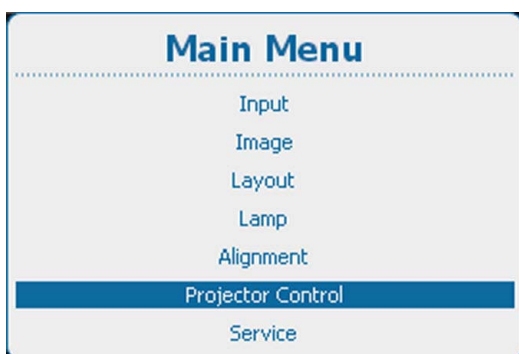 Main Menu
Input
Image
Layout
Lamp
Alignment
Projector Control
Service